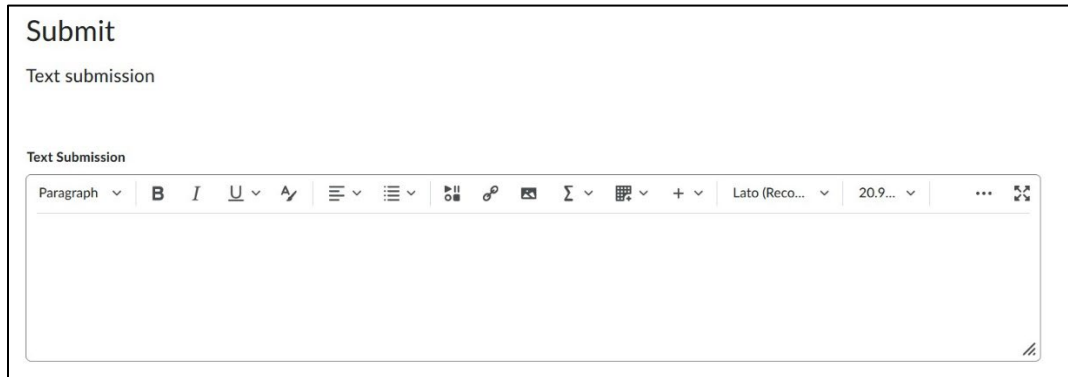 Submit
Text submission
Text Submission
Paragraph B I U A Σ + Lato (Reco... 20.9... ...